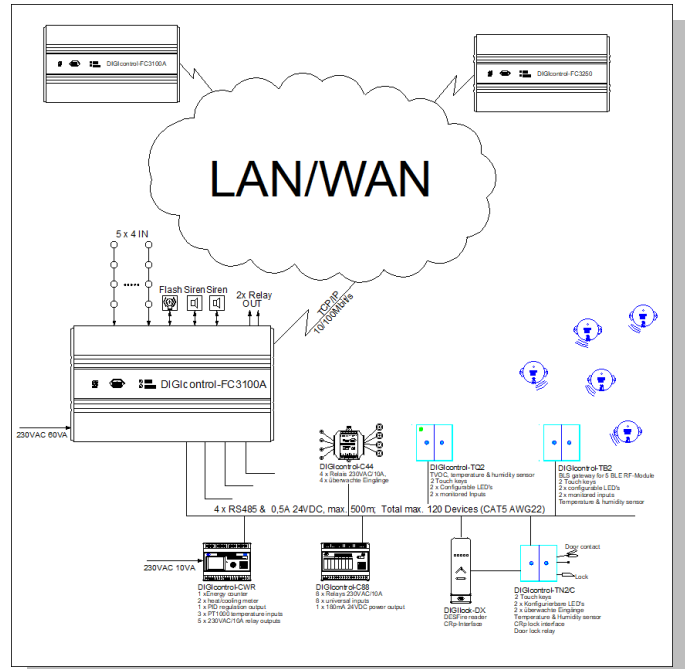 DIGIcontrol-FC3100A
DIGIcontrol-FC3250
LAN/WAN
5 x 4 IN
Flash Siren Siren
2x Relay
OUT
TCP/IP
10/100Mbit/s
DIGIcontrol-FC3100A
230VAC 60VA
DIGIcontrol-C44
4 x Relais 230VAC/10A,
4 x überwachte Eingänge
DIGIcontrol-TQ2
TVOC, temperature & humidity sensor
2 Touch keys
2 x Configurable LED's
2 x monitored Inputs
DIGIcontrol-TB2
BLS gateway for 5 BLE RF-Module
2 Touch keys
2 x configurable LED's
2 x monitored inputs
Temperature & humidity sensor
4 x RS485 & 0,5A 24VDC, max. 500m; Total max. 120 Devices (CAT5 AWG22)
230VAC 10VA
DIGIcontrol-CWR
1 xEnergy counter
2 x heat/cooling meter
1 x PID regulation output
3 x PT1000 temperature inputs
5 x 230VAC/10A relay outputs
DIGIcontrol-C88
8 x Relays 230VAC/10A
8 x universal inputs
1 x 160mA 24VDC power output
DIGIlock-DX
DESFire reader
CRp-Interface
Door contact
Lock
DIGIcontrol-TN2/C
2 Touch keys
2 x Konfigurierbare LED's
2 x überwachte Eingänge
Temperature & Humidity sensor
CRp lock interface
Door lock relay